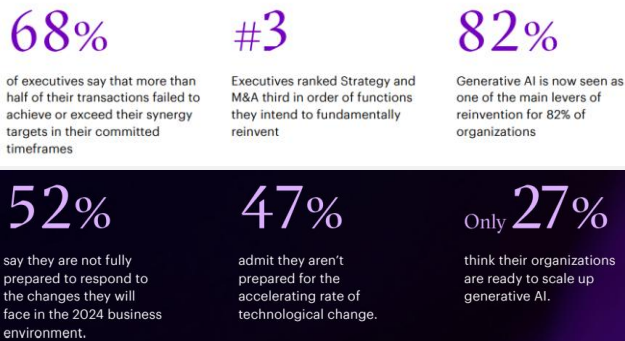 68%
of executives say that more than
half of their transactions failed to
achieve or exceed their synergy
targets in their committed
timeframes
#3
Executives ranked Strategy and
M&A third in order of functions
they intend to fundamentally
reinvent
82%
Generative AI is now seen as
one of the main levers of
reinvention for 82% of
organizations
52%
say they are not fully
prepared to respond to
the changes they will
face in the 2024 business
environment.
47%
admit they aren't
prepared for the
accelerating rate of
technological change.
Only 27%
think their organizations
are ready to scale up
generative AI.